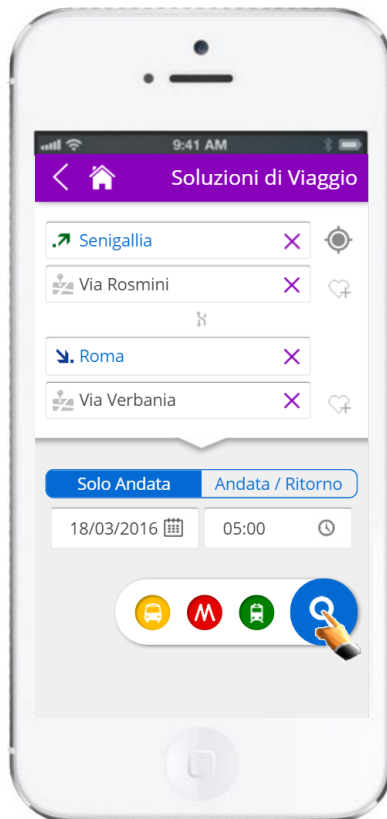 9:41 AM
Soluzioni di Viaggio
Senigallia
Via Rosmini
Roma
Via Verbania
Solo Andata
Andata / Ritorno
18/03/2016
05:00
M